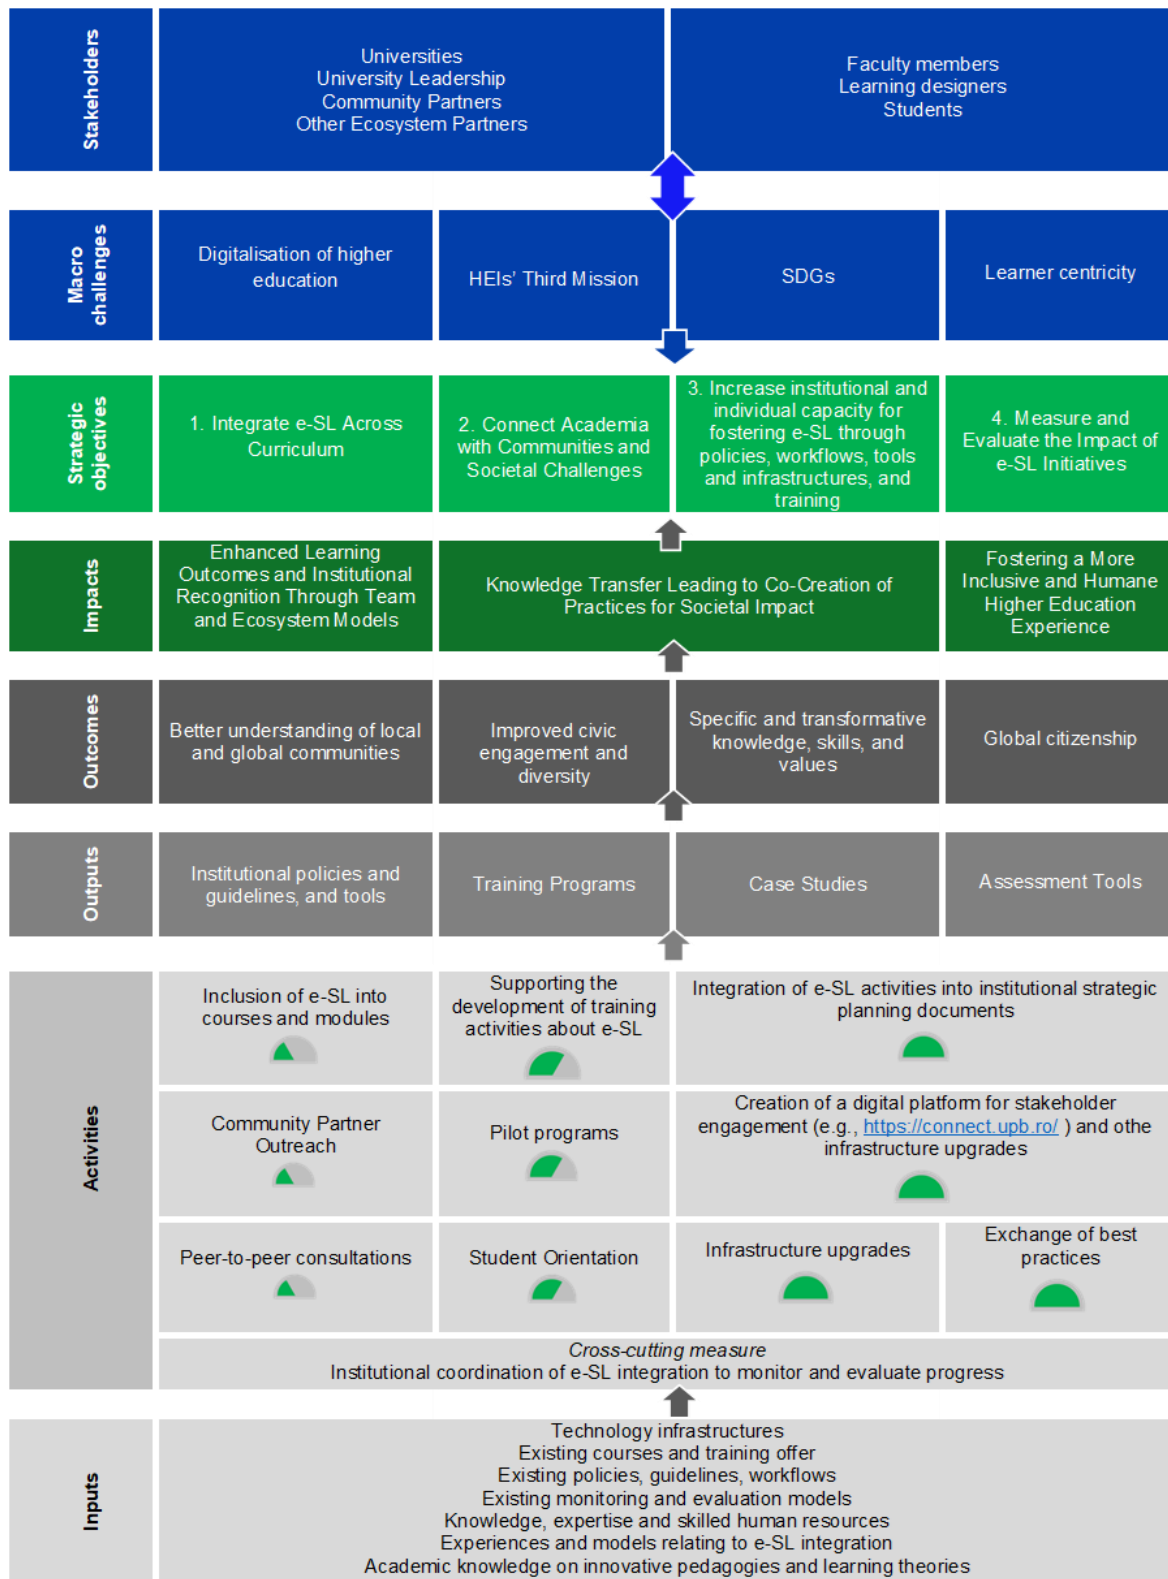 Stakeholders
Universities
University Leadership
Community Partners
Other Ecosystem Partners
Faculty members
Learning designers
Students
Macro
challenges
Digitalisation of higher
education
HEIs' Third Mission
SDGs
Learner centricity
Strategic
objectives
1. Integrate e-SL Across
Curriculum
2. Connect Academia
with Communities and
Societal Challenges
3. Increase institutional and
individual capacity for
fostering e-SL through
policies, workflows, tools
and infrastructures, and
training
4. Measure and
Evaluate the Impact of
e-SL Initiatives
Impacts
Enhanced Learning
Outcomes and Institutional
Recognition Through Team
and Ecosystem Models
Knowledge Transfer Leading to Co-Creation of
Practices for Societal Impact
Fostering a More
Inclusive and Humane
Higher Education
Experience
Outcomes
Better understanding of local
and global communities
Improved civic
engagement and
diversity
Specific and transformative
knowledge, skills, and
values
Global citizenship
Outputs
Institutional policies and
guidelines, and tools
Training Programs
Case Studies
Assessment Tools
Activities
Inclusion of e-SL into
courses and modules
Supporting the
development of training
activities about e-SL
Integration of e-SL activities into institutional strategic
planning documents
Community Partner
Outreach
Pilot programs
Creation of a digital platform for stakeholder
engagement (e.g., https://connect.upb.ro/ ) and othe
infrastructure upgrades
Peer-to-peer consultations
Student Orientation
Infrastructure upgrades
Exchange of best
practices
Cross-cutting measure
Institutional coordination of e-SL integration to monitor and evaluate progress
Inputs
Technology infrastructures
Existing courses and training offer
Existing policies, guidelines, workflows
Existing monitoring and evaluation models
Knowledge, expertise and skilled human resources
Experiences and models relating to e-SL integration
Academic knowledge on innovative pedagogies and learning theories